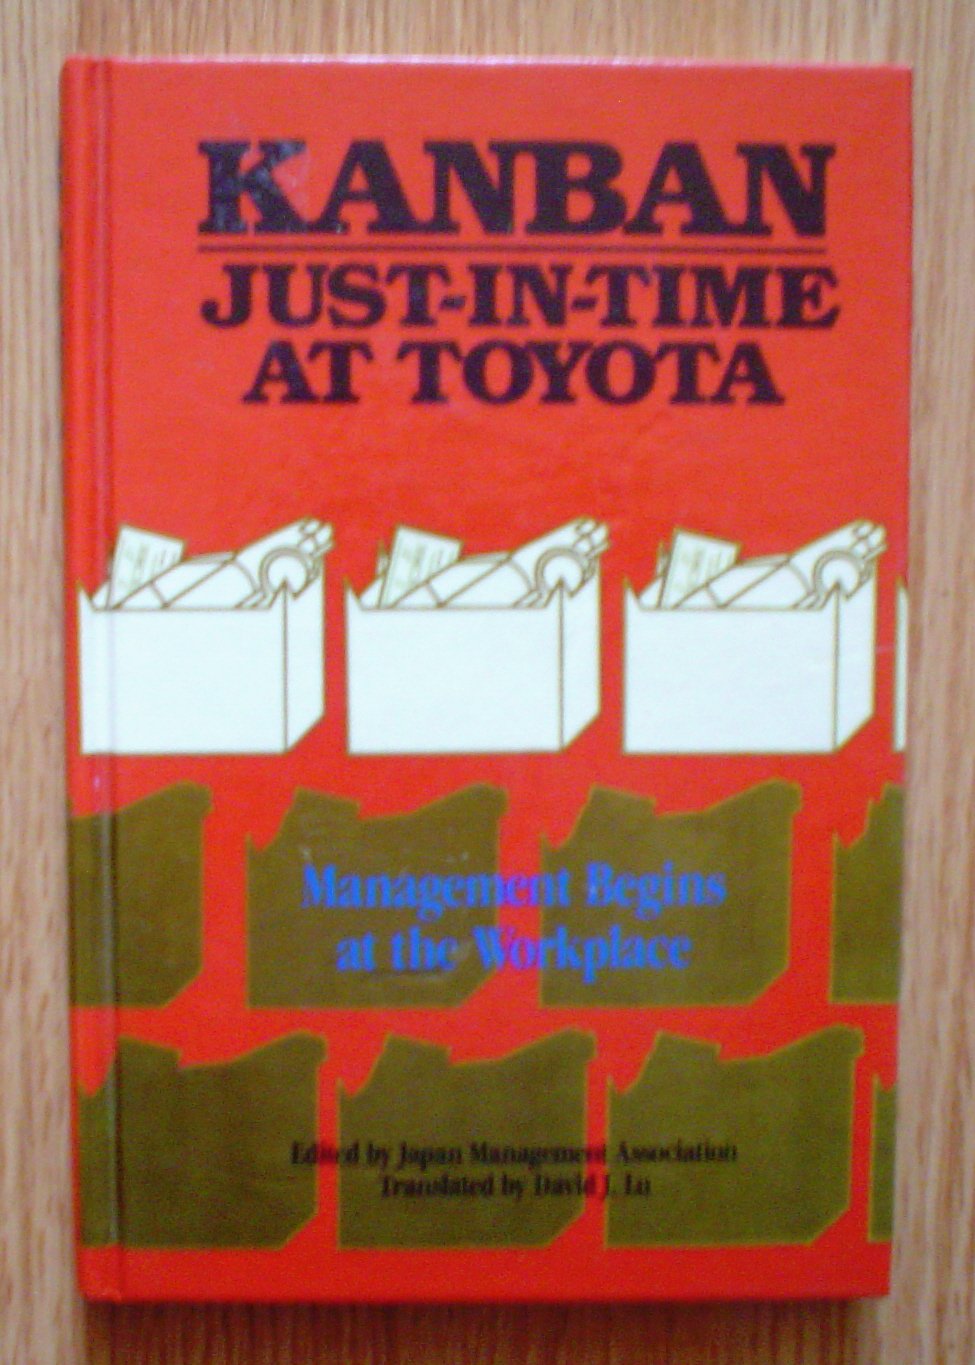 KANBAN
JUST-IN-TIME
AT TOYOTA
Management Begins
at the Workplace
Edited by Japan Management Association
Translated by David J. Lu